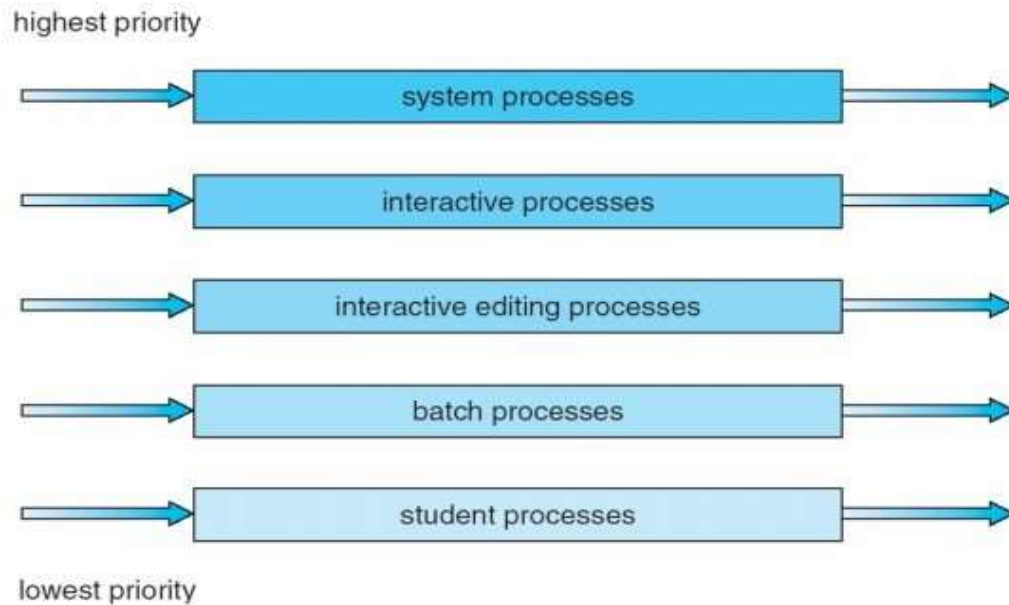 highest priority
system processes
interactive processes
interactive editing processes
batch processes
student processes
lowest priority